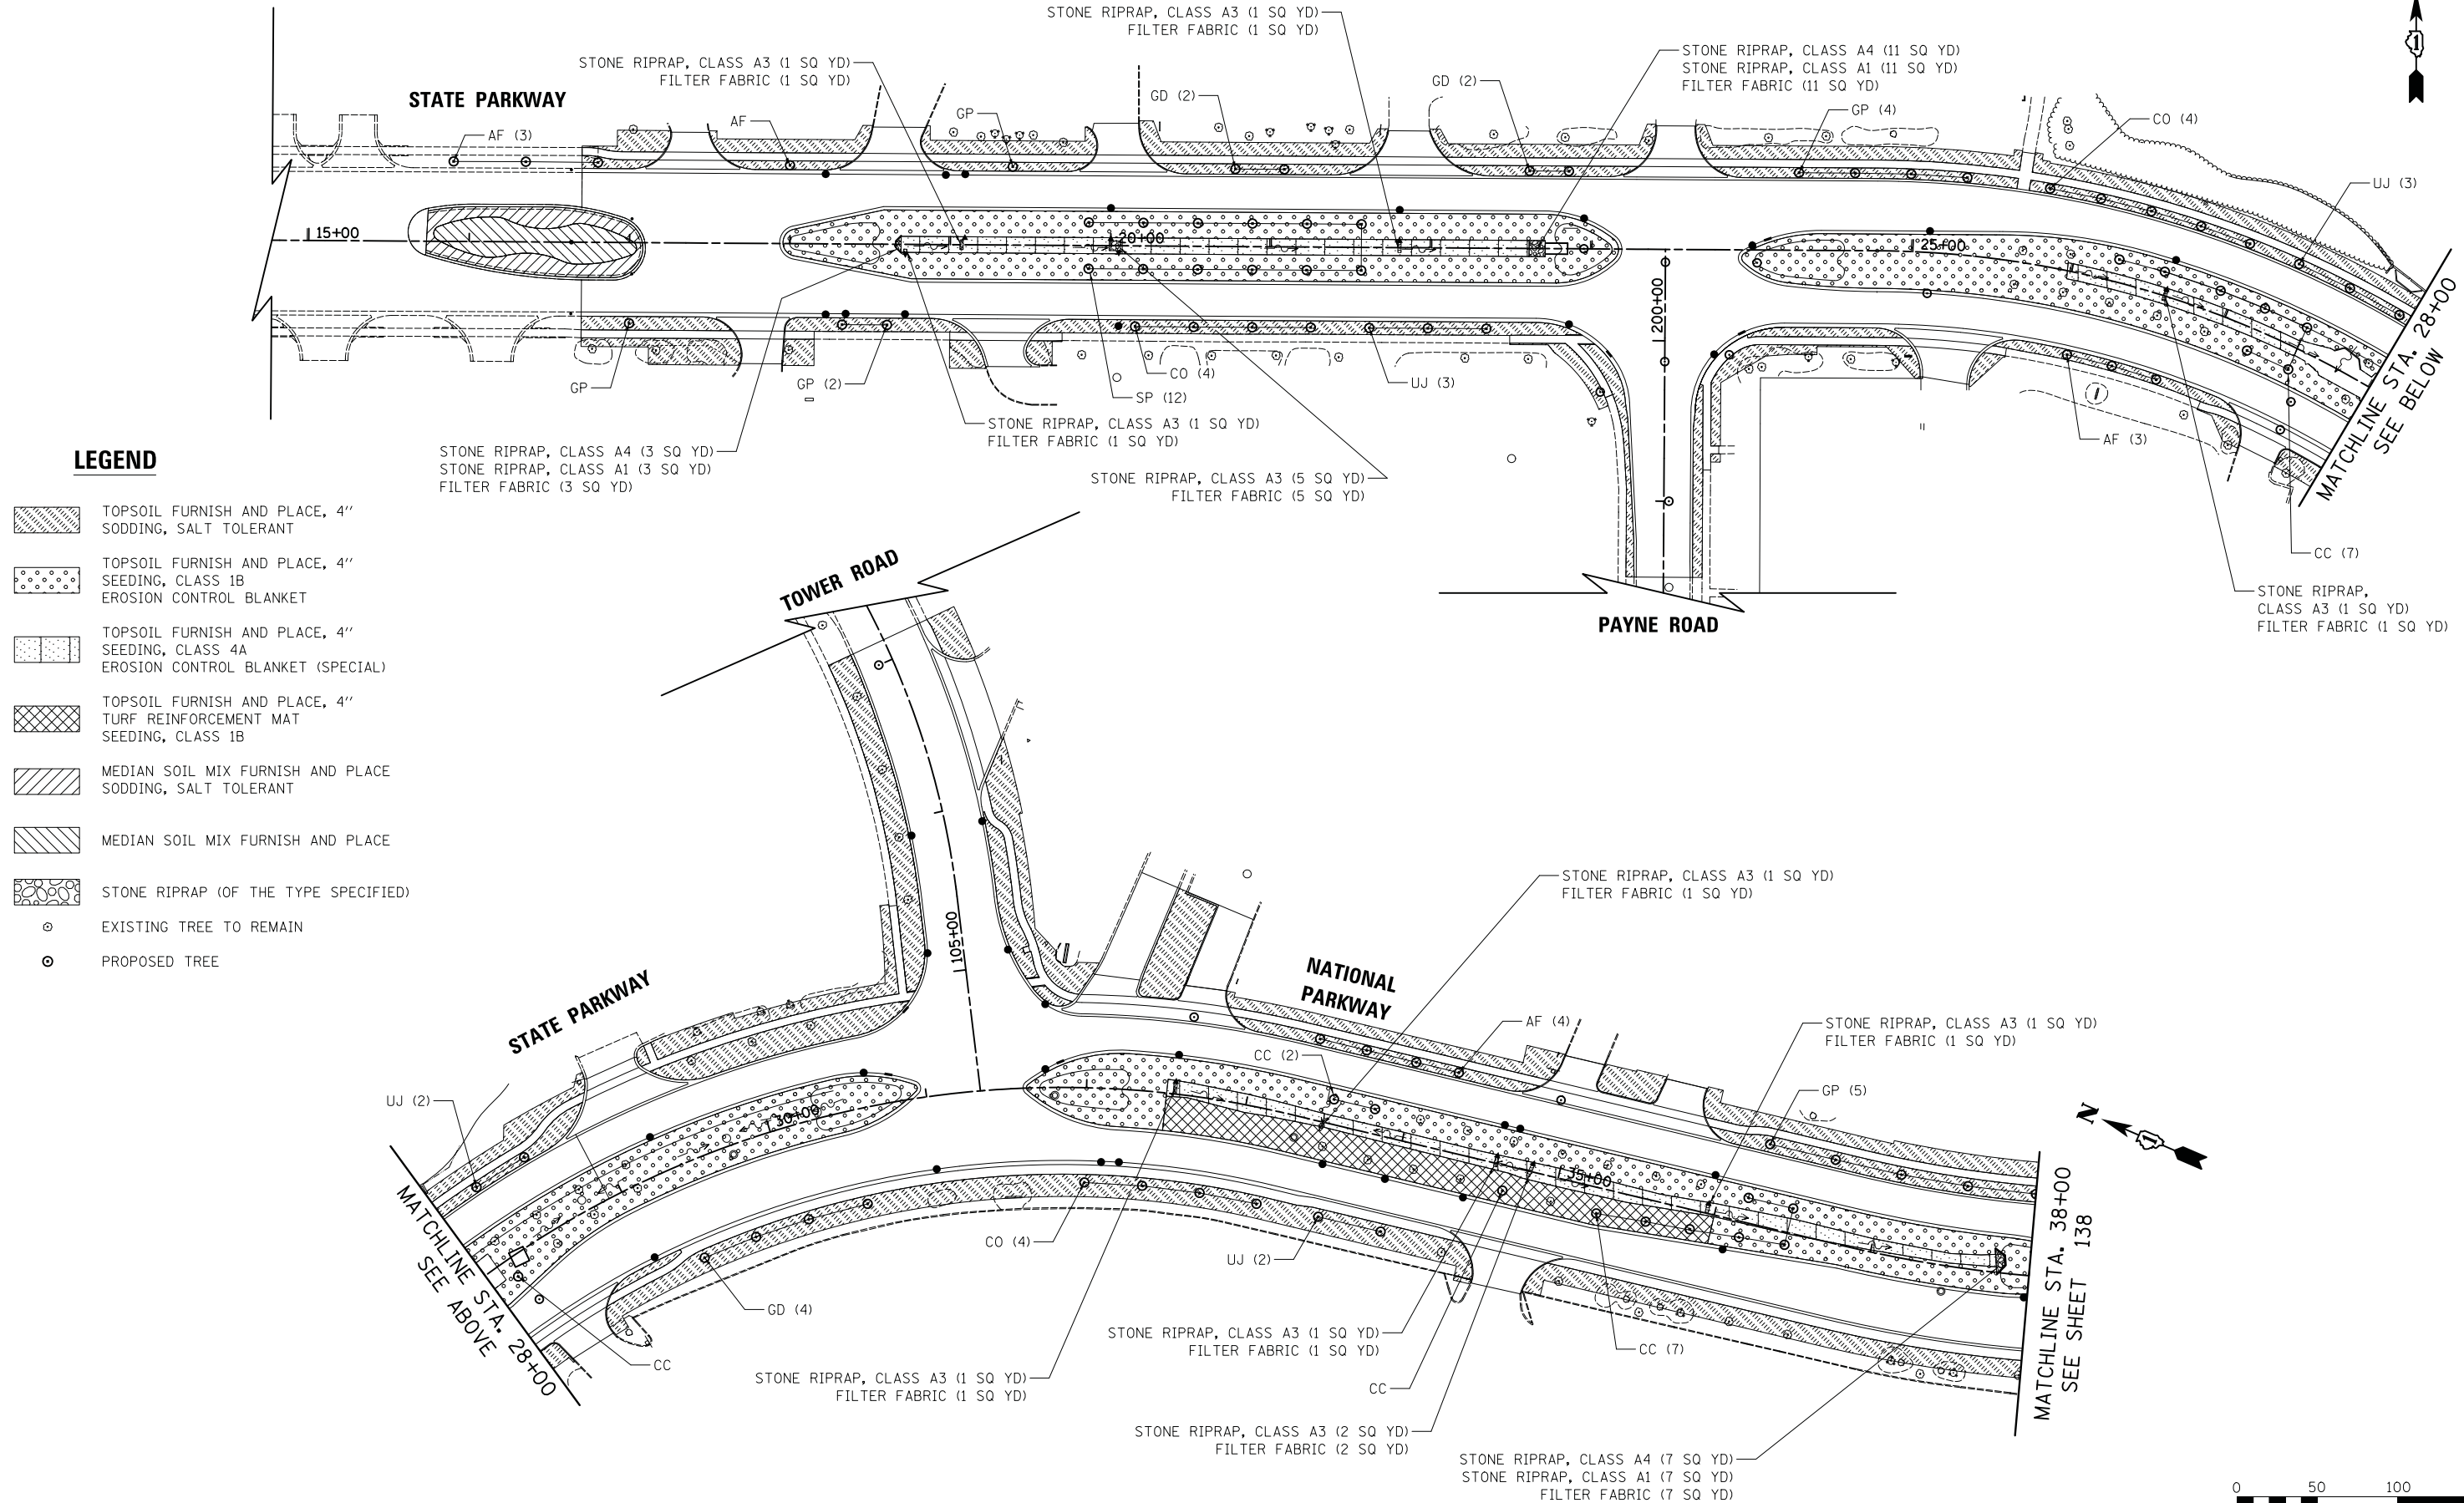 STONE RIPRAP, CLASS A3 (1 SQ YD)
FILTER FABRIC (1 SQ YD)
STONE RIPRAP, CLASS A3 (1 SQ YD)
FILTER FABRIC (1 SQ YD)
STONE RIPRAP, CLASS A4 (11 SQ YD)
STONE RIPRAP, CLASS A1 (11 SQ YD)
FILTER FABRIC (11 SQ YD)
STATE PARKWAY
AF (3)
AF
GP
GD (2)
GD (2)
GP (4)
CO (4)
UJ (3)
15+00
20+00
25+00
200+00
GP
GP (2)
CO (4)
SP (12)
UJ (3)
AF (3)
CC (7)
MATCHLINE STA. 28+00
SEE BELOW
STONE RIPRAP, CLASS A4 (3 SQ YD)
STONE RIPRAP, CLASS A1 (3 SQ YD)
FILTER FABRIC (3 SQ YD)
STONE RIPRAP, CLASS A3 (1 SQ YD)
FILTER FABRIC (1 SQ YD)
STONE RIPRAP, CLASS A3 (5 SQ YD)
FILTER FABRIC (5 SQ YD)
STONE RIPRAP,
CLASS A3 (1 SQ YD)
FILTER FABRIC (1 SQ YD)
PAYNE ROAD
LEGEND
TOPSOIL FURNISH AND PLACE, 4"
SODDING, SALT TOLERANT
TOPSOIL FURNISH AND PLACE, 4"
SEEDING, CLASS 1B
EROSION CONTROL BLANKET
TOPSOIL FURNISH AND PLACE, 4"
SEEDING, CLASS 4A
EROSION CONTROL BLANKET (SPECIAL)
TOPSOIL FURNISH AND PLACE, 4"
TURF REINFORCEMENT MAT
SEEDING, CLASS 1B
MEDIAN SOIL MIX FURNISH AND PLACE
SODDING, SALT TOLERANT
MEDIAN SOIL MIX FURNISH AND PLACE
STONE RIPRAP (OF THE TYPE SPECIFIED)
EXISTING TREE TO REMAIN
PROPOSED TREE
TOWER ROAD
105+00
STATE PARKWAY
NATIONAL
PARKWAY
STONE RIPRAP, CLASS A3 (1 SQ YD)
FILTER FABRIC (1 SQ YD)
AF (4)
CC (2)
STONE RIPRAP, CLASS A3 (1 SQ YD)
FILTER FABRIC (1 SQ YD)
GP (5)
UJ (2)
30+00
35+00
N
MATCHLINE STA. 28+00
SEE ABOVE
MATCHLINE STA. 38+00
SEE SHEET 138
CO (4)
UJ (2)
GD (4)
CC
STONE RIPRAP, CLASS A3 (1 SQ YD)
FILTER FABRIC (1 SQ YD)
STONE RIPRAP, CLASS A3 (1 SQ YD)
FILTER FABRIC (1 SQ YD)
CC (7)
CC
STONE RIPRAP, CLASS A3 (2 SQ YD)
FILTER FABRIC (2 SQ YD)
STONE RIPRAP, CLASS A4 (7 SQ YD)
STONE RIPRAP, CLASS A1 (7 SQ YD)
FILTER FABRIC (7 SQ YD)
0 50 100